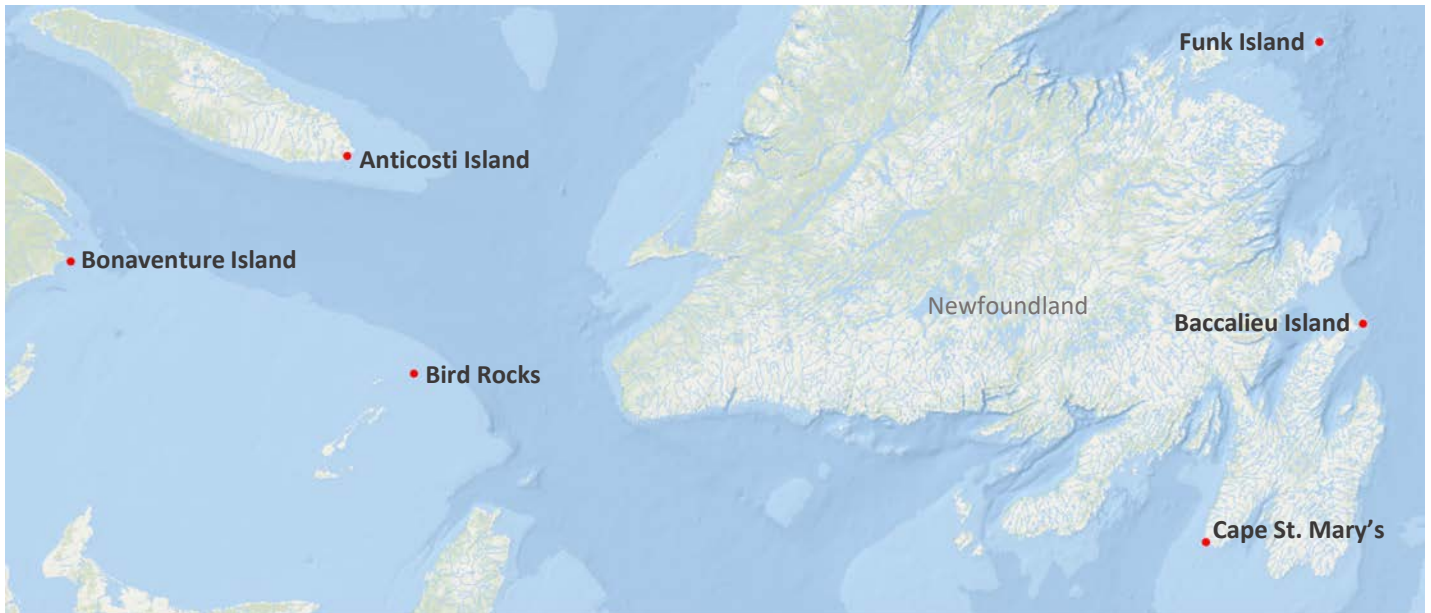 Funk Island
Anticosti Island
Bonaventure Island
Newfoundland
Baccalieu Island
Bird Rocks
Cape St. Mary’s